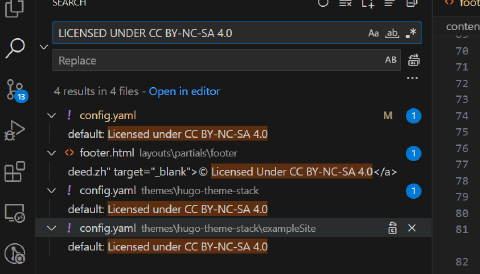 SEARCH
foot
LICENSED UNDER CC BY-NC-SA 4.0
Aa ab .*
conten
Replace
AB
70
71
72
73
74
75
76
77
78
79
80
81
82
13
4 results in 4 files - Open in editor
! config.yaml M 1
default: Licensed under CC BY-NC-SA 4.0
<> footer.html layouts\partials\footer 1
deed.zh" target="_blank">© Licensed Under CC BY-NC-SA 4.0</a>
! config.yaml themes\hugo-theme-stack 1
default: Licensed under CC BY-NC-SA 4.0
! config.yaml themes\hugo-theme-stack\exampleSite
default: Licensed under CC BY-NC-SA 4.0